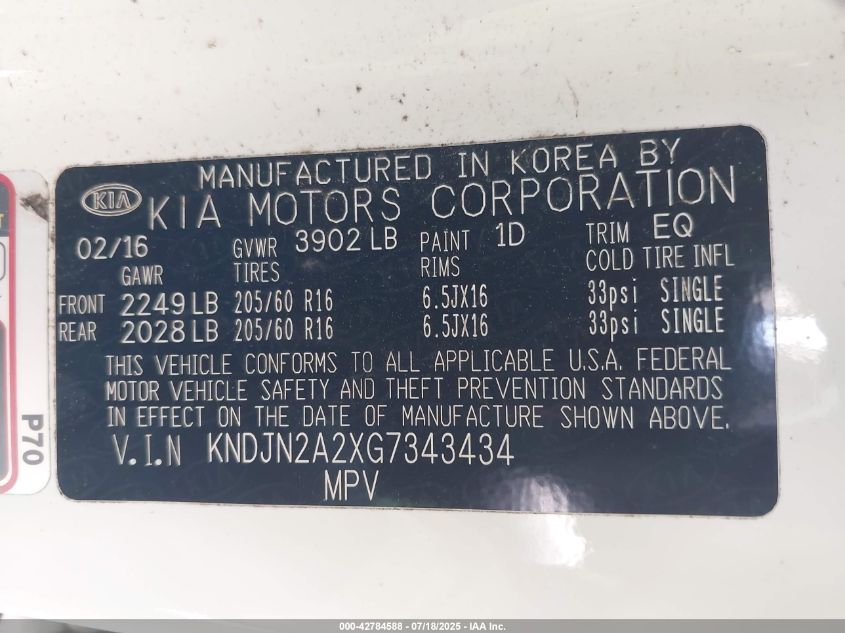 MANUFACTURED IN KOREA BY
KIA
KIA MOTORS CORPORATION
02/16 GVWR 3902 LB PAINT 1D TRIM EQ
GAWR TIRES RIMS COLD TIRE INFL
FRONT 2249 LB 205/60 R16 6.5JX16 33psi SINGLE
REAR 2028 LB 205/60 R16 6.5JX16 33psi SINGLE
THIS VEHICLE CONFORMS TO ALL APPLICABLE U.S.A. FEDERAL
MOTOR VEHICLE SAFETY AND THEFT PREVENTION STANDARDS
IN EFFECT ON THE DATE OF MANUFACTURE SHOWN ABOVE.
V.I.N KNDJN2A2XG7343434
MPV
P70
000-42784588 - 07/18/2025 - IAA Inc.